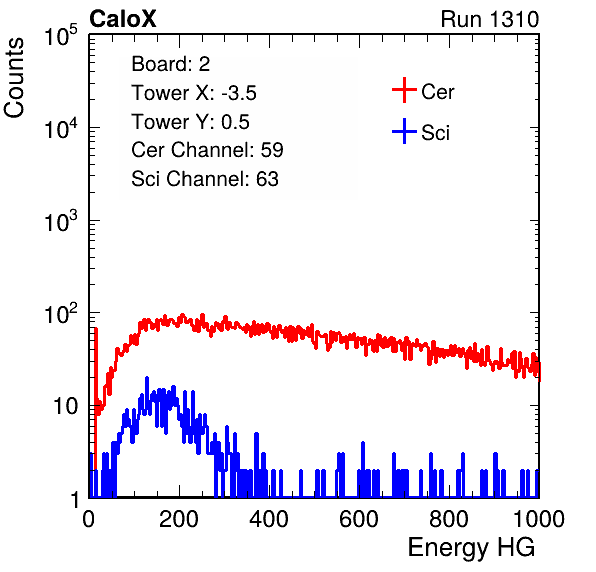 CaloX Run 1310
Counts
10^5
10^4
10^3
10^2
10
1
Board: 2
Tower X: -3.5
Tower Y: 0.5
Cer Channel: 59
Sci Channel: 63
Cer
Sci
0 200 400 600 800 1000
Energy HG